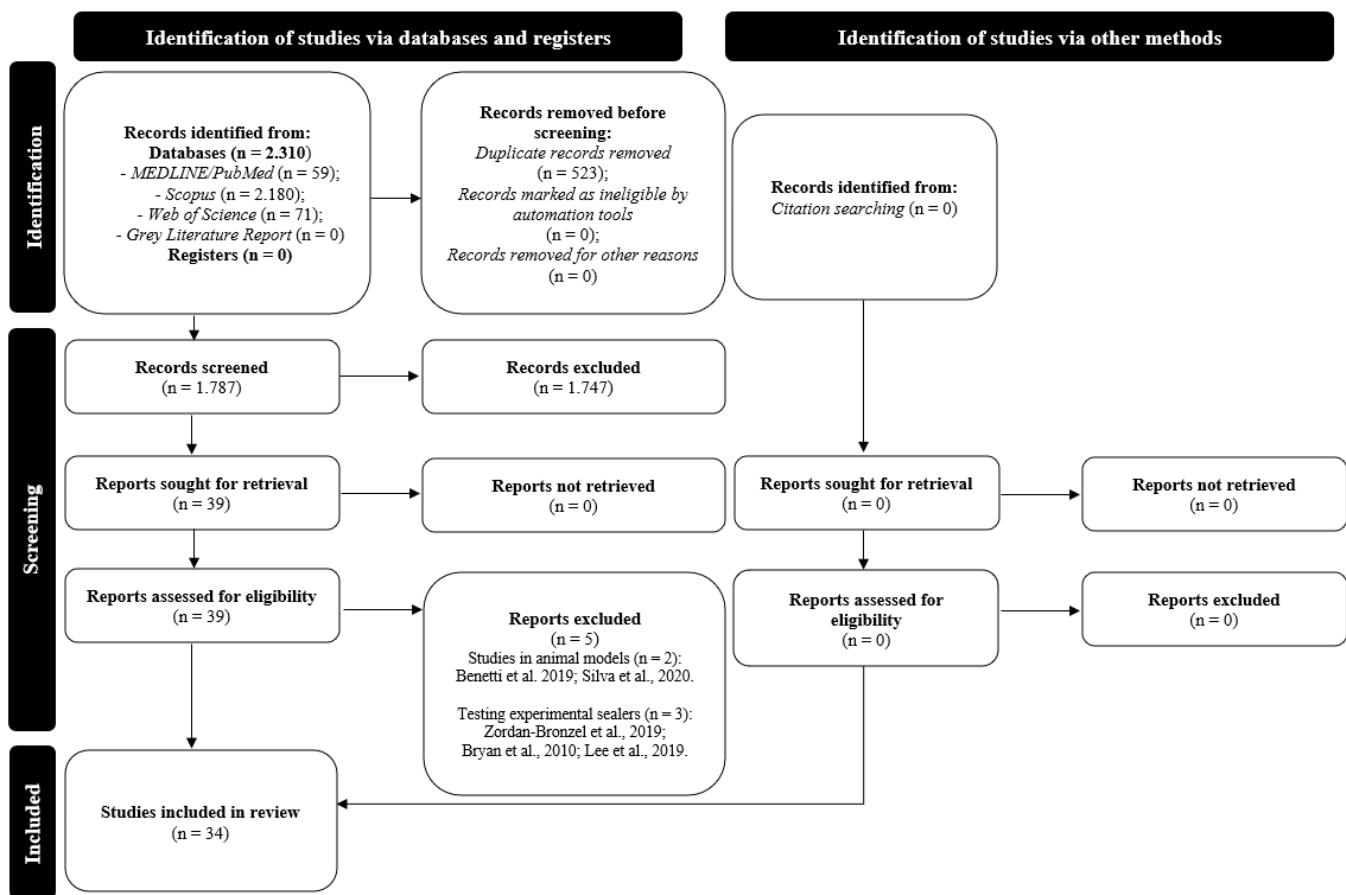 Identification of studies via databases and registers
Identification of studies via other methods
Identification
Records identified from:
Databases (n = 2.310)
- MEDLINE/PubMed (n = 59);
- Scopus (n = 2.180);
- Web of Science (n = 71);
- Grey Literature Report (n = 0)
Registers (n = 0)
Records removed before
screening:
Duplicate records removed
(n = 523);
Records marked as ineligible by
automation tools
(n = 0);
Records removed for other reasons
(n = 0)
Records identified from:
Citation searching (n = 0)
Screening
Records screened
(n = 1.787)
Records excluded
(n = 1.747)
Reports sought for retrieval
(n = 39)
Reports not retrieved
(n = 0)
Reports sought for retrieval
(n = 0)
Reports not retrieved
(n = 0)
Reports assessed for eligibility
(n = 39)
Reports excluded
(n = 5)
Studies in animal models (n = 2):
Benetti et al. 2019; Silva et al., 2020.
Testing experimental sealers (n = 3):
Zordan-Bronzel et al., 2019;
Bryan et al., 2010; Lee et al., 2019.
Reports assessed for
eligibility
(n = 0)
Reports excluded
(n = 0)
Included
Studies included in review
(n = 34)